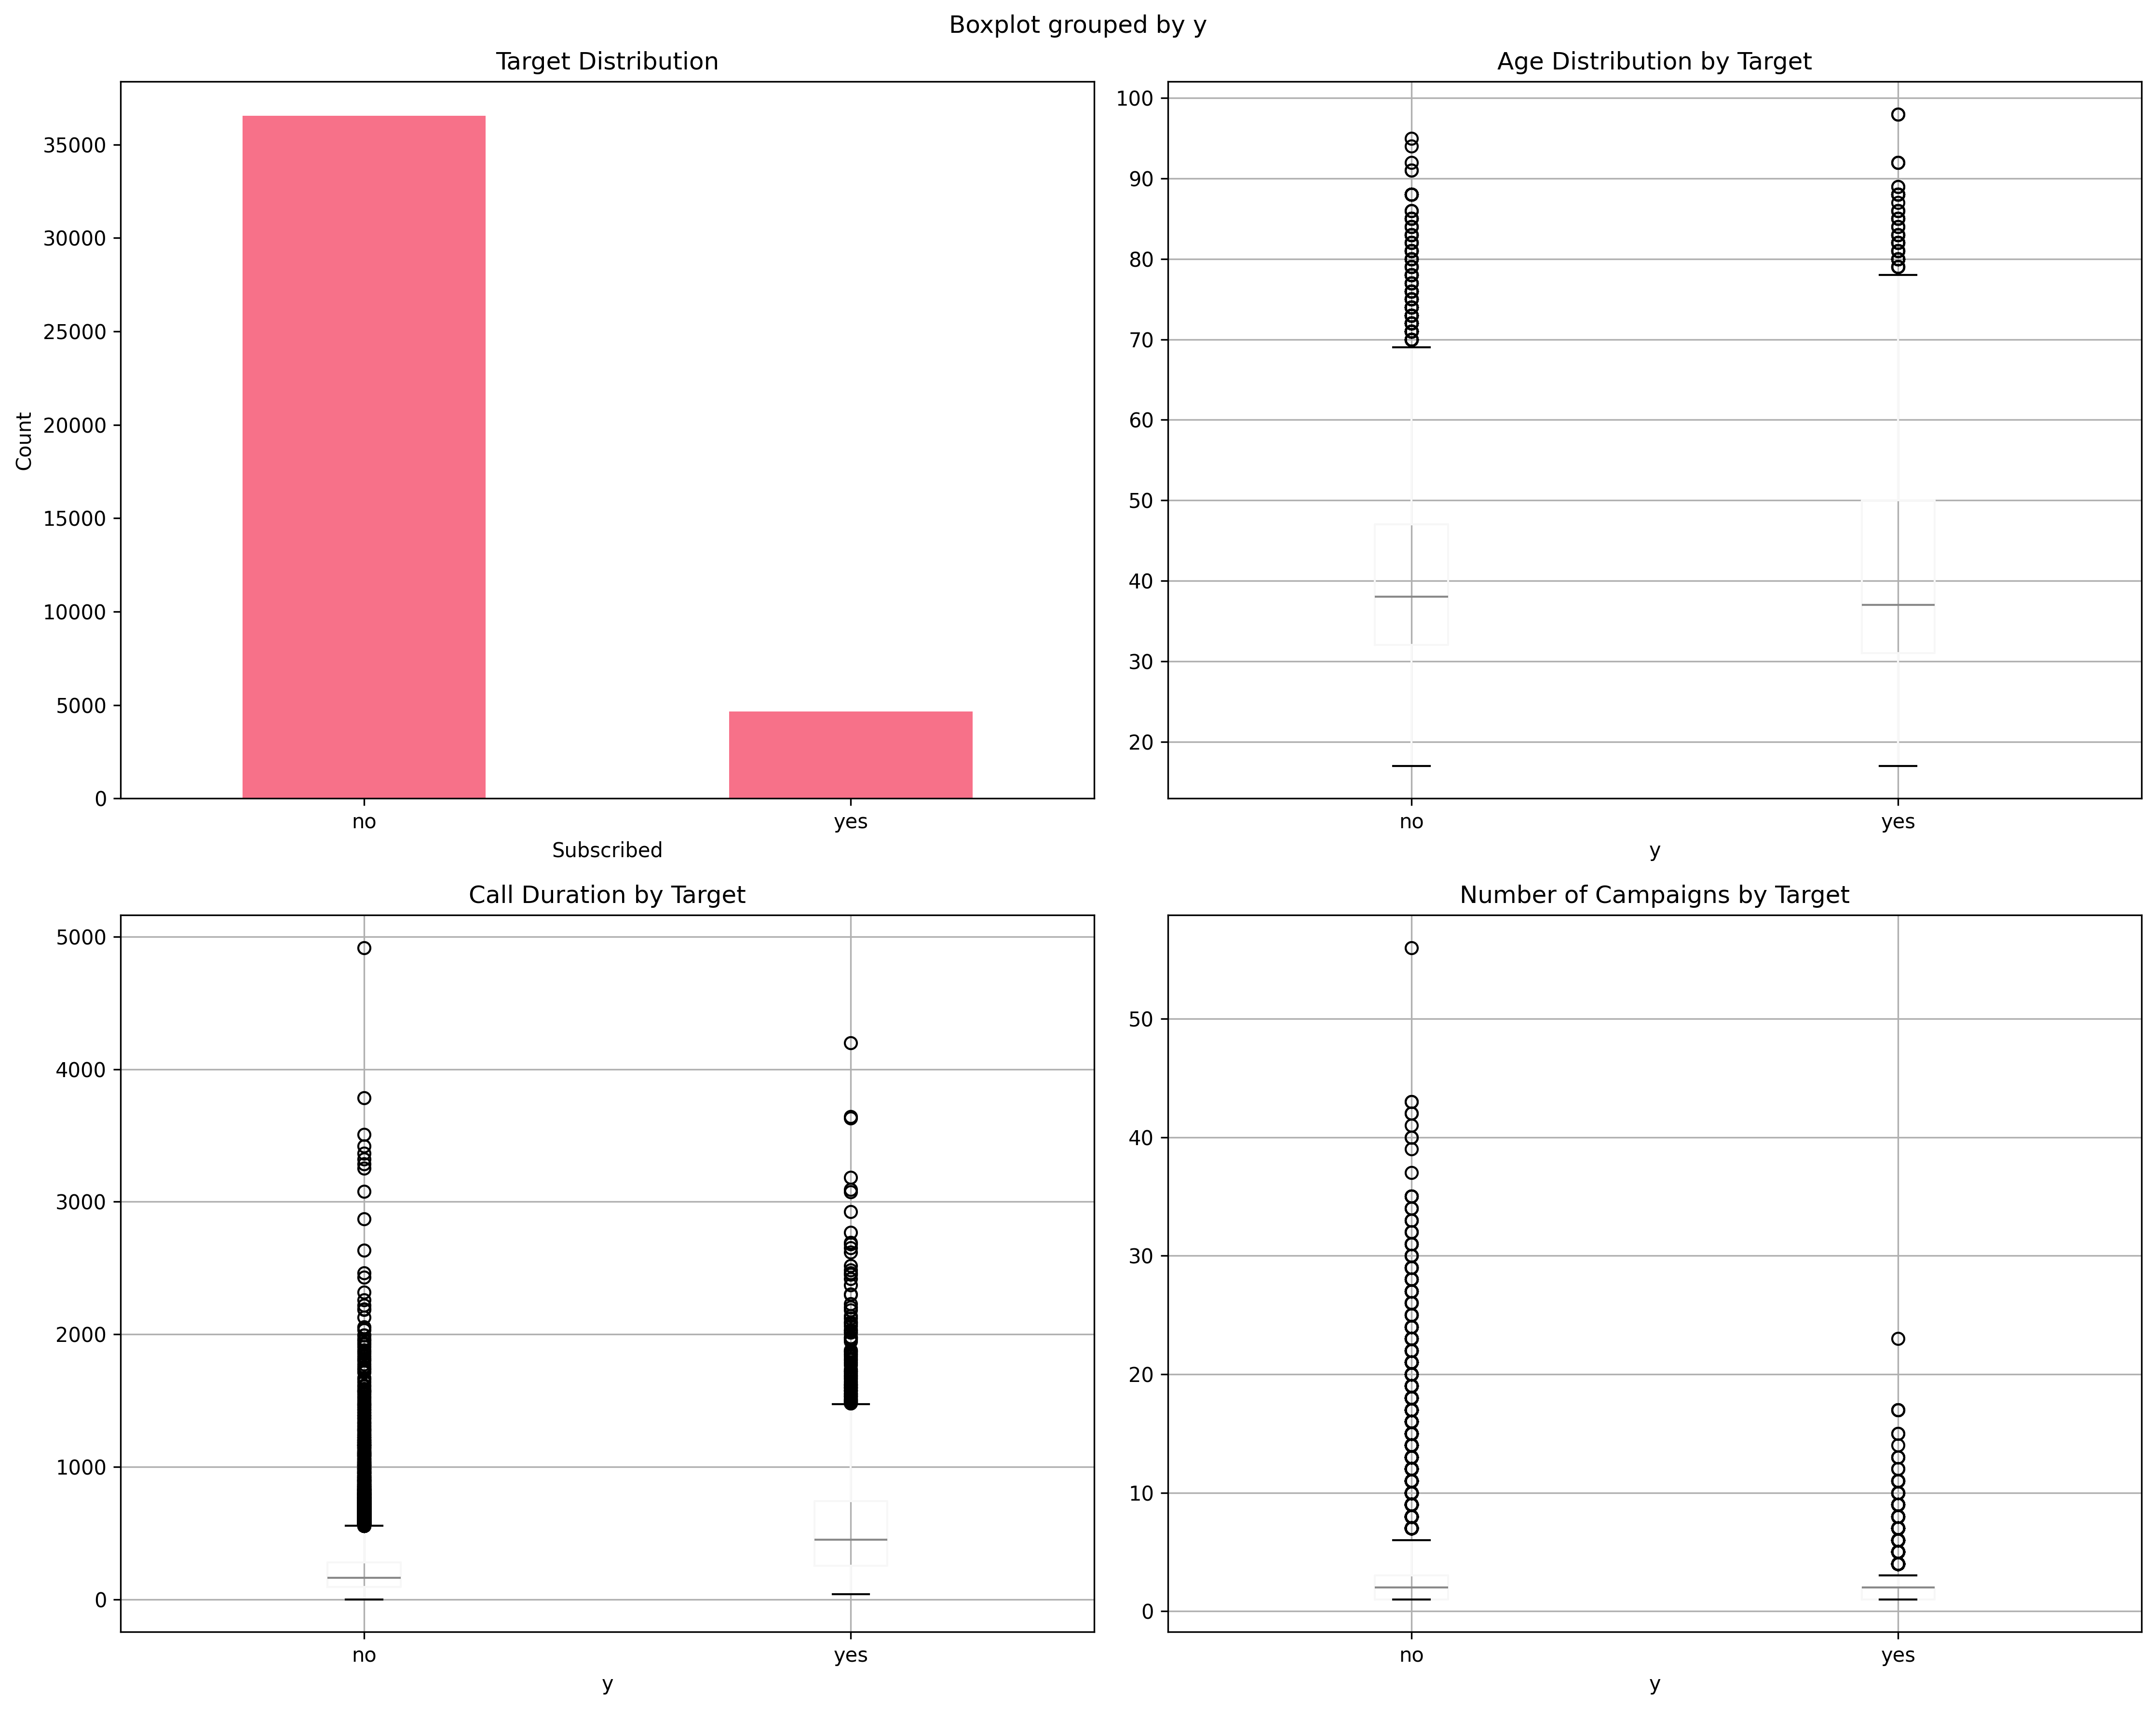 Boxplot grouped by y
Target Distribution
35000
30000
25000
20000
15000
10000
5000
0
Count
no yes
Subscribed
Age Distribution by Target
100
90
80
70
60
50
40
30
20
no yes
y
Call Duration by Target
5000
4000
3000
2000
1000
0
no yes
y
Number of Campaigns by Target
50
40
30
20
10
0
no yes
y